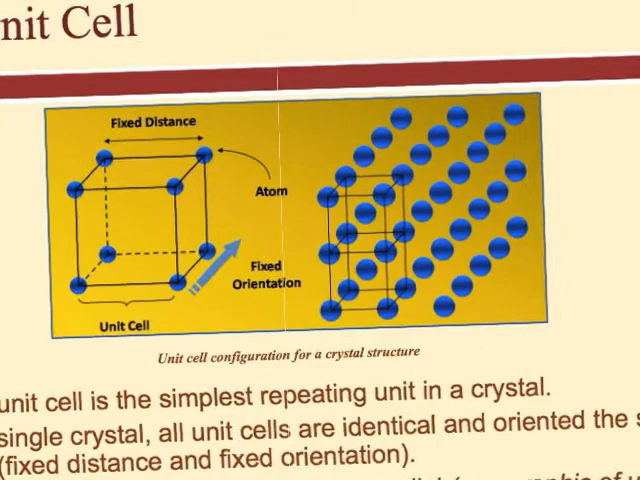 nit Cell
Fixed Distance
Atom
Fixed
Orientation
Unit Cell
Unit cell configuration for a crystal structure
unit cell is the simplest repeating unit in a crystal.
single crystal, all unit cells are identical and oriented the s
(fixed distance and fixed orientation).